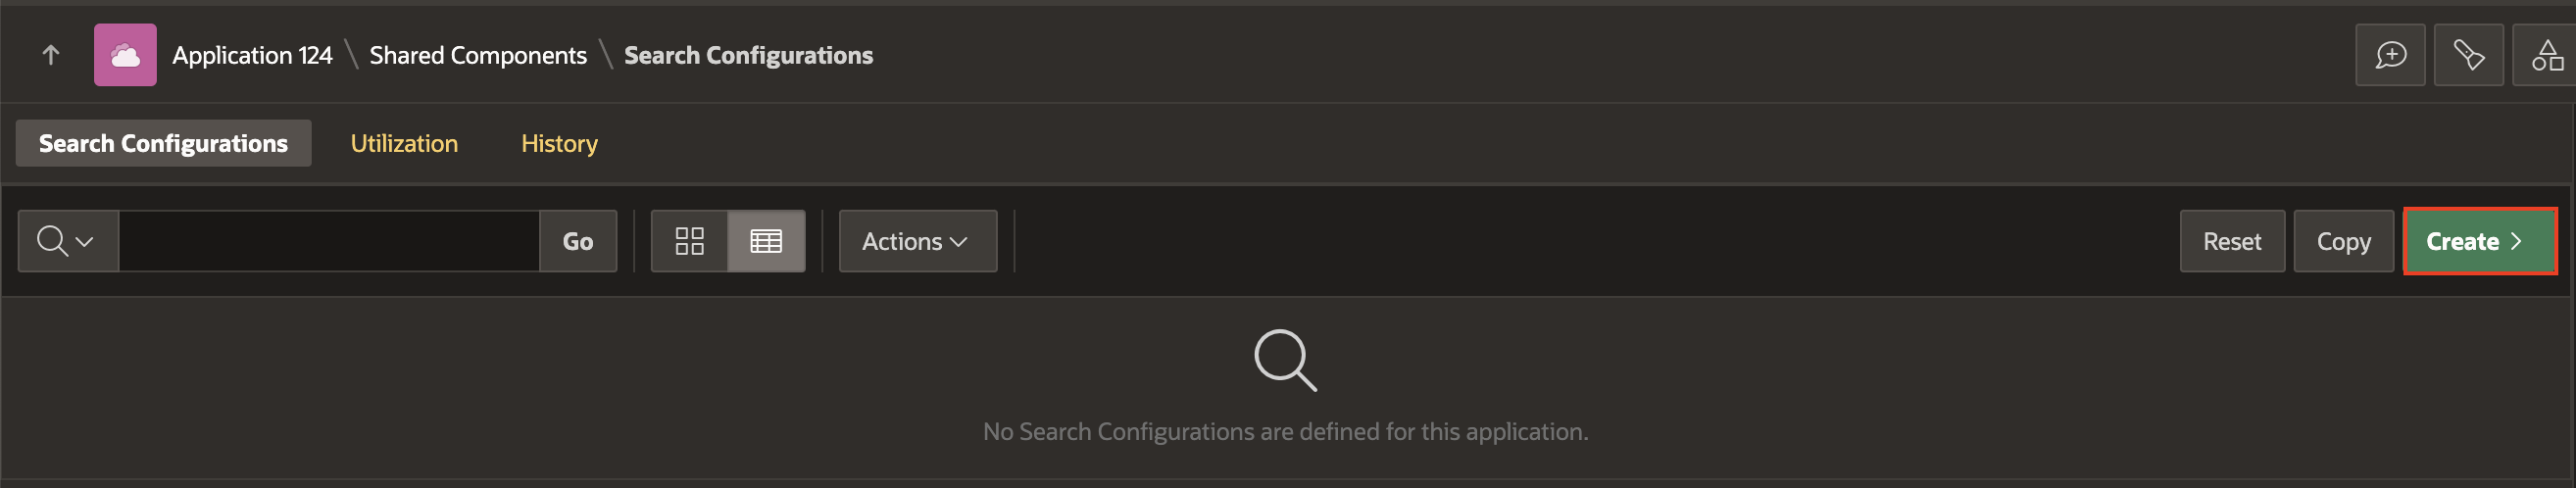 Application 124 \ Shared Components \ Search Configurations
Search Configurations Utilization History
Go Actions Reset Copy Create
No Search Configurations are defined for this application.